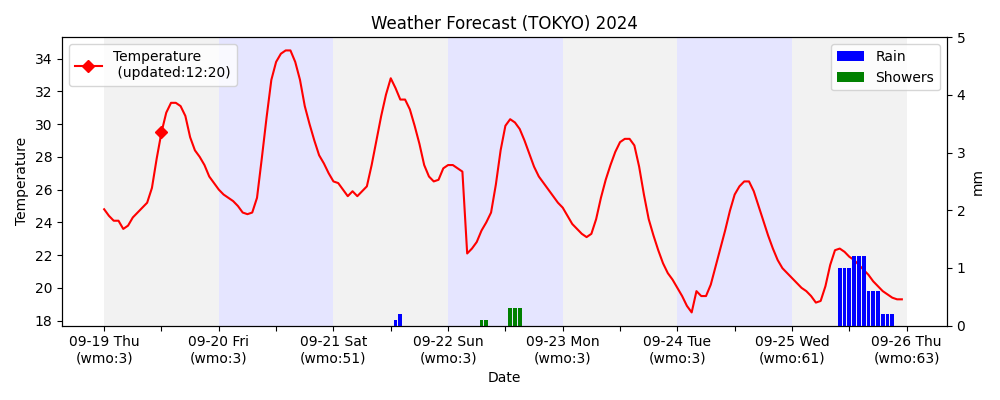 Weather Forecast (TOKYO) 2024
Temperature
(updated:12:20)
Rain
Showers
34
32
30
28
26
24
22
20
18
Temperature
5
4
3
2
1
0
mm
09-19 Thu
(wmo:3)
09-20 Fri
(wmo:3)
09-21 Sat
(wmo:51)
09-22 Sun
(wmo:3)
09-23 Mon
(wmo:3)
09-24 Tue
(wmo:3)
09-25 Wed
(wmo:61)
09-26 Thu
(wmo:63)
Date